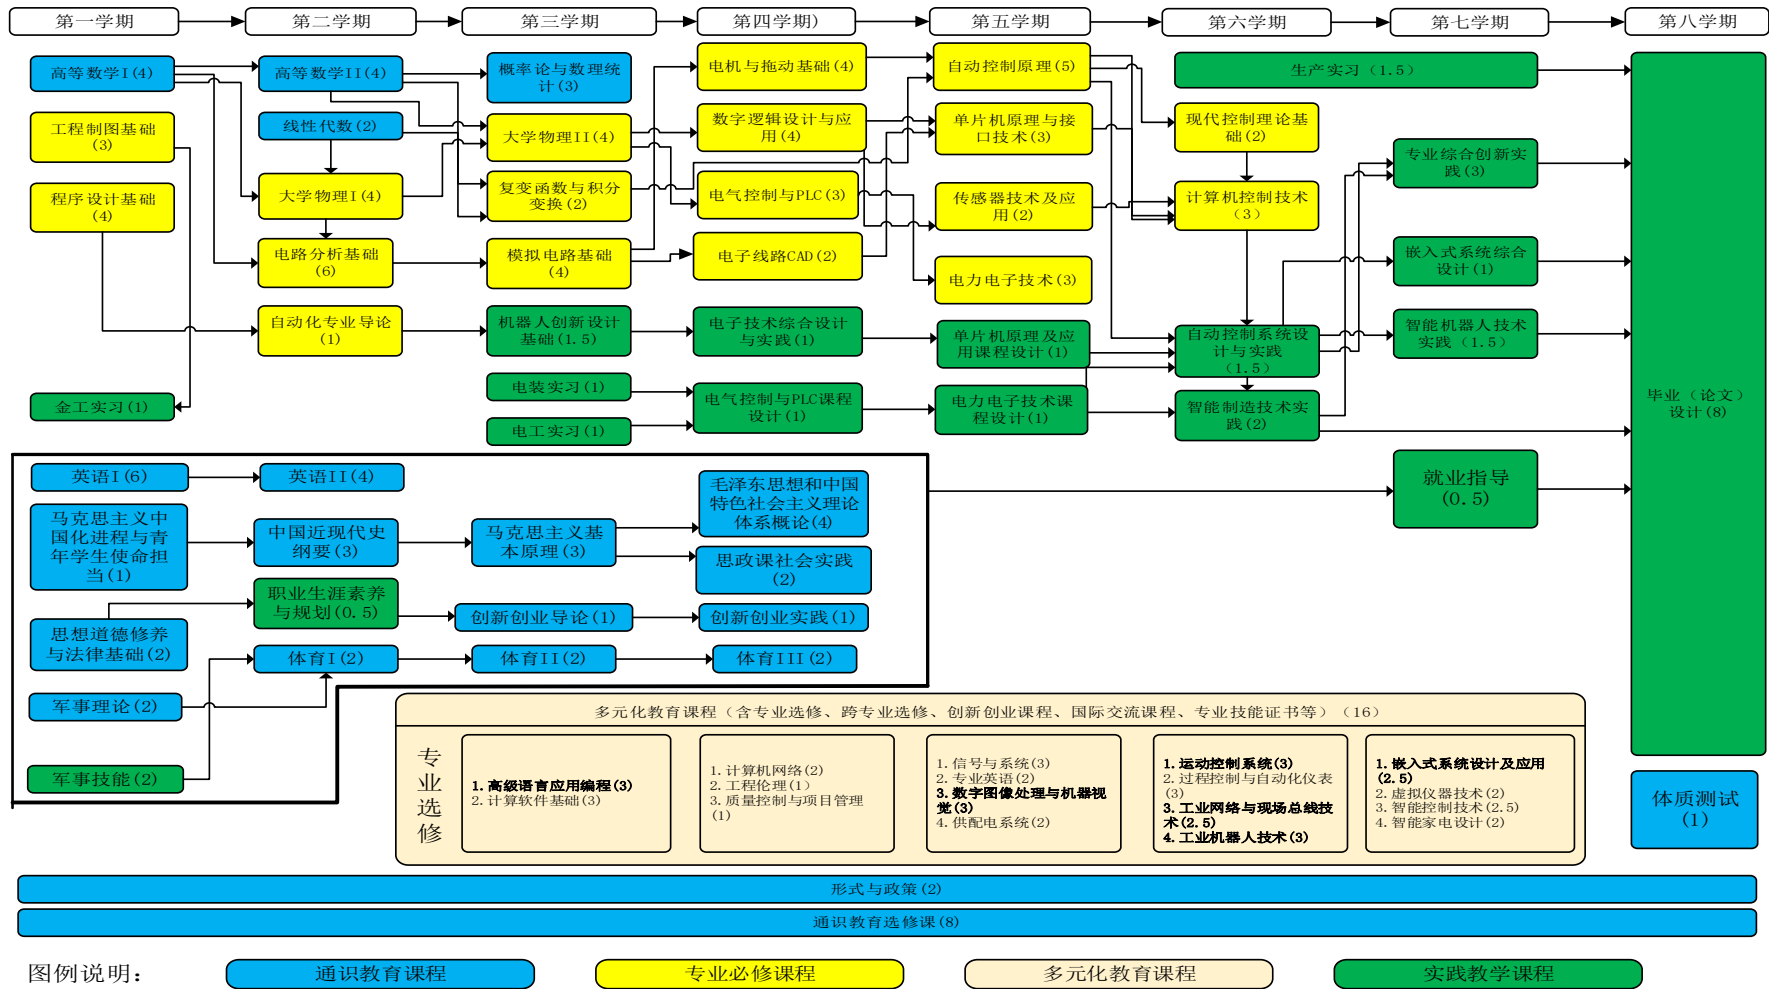 第一学期
第二学期
第三学期
第四学期)
第五学期
第六学期
第七学期
第八学期
高等数学I(4)
高等数学II(4)
概率论与数理统
计(3)
电机与拖动基础(4)
自动控制原理(5)
生产实习（1.5）
工程制图基础
(3)
线性代数(2)
大学物理II(4)
数字逻辑设计与应
用(4)
单片机原理与接
口技术(3)
现代控制理论基
础(2)
专业综合创新实
践(3)
程序设计基础
(4)
大学物理I(4)
复变函数与积分
变换(2)
电气控制与PLC(3)
传感器技术及应
用(2)
计算机控制技术
(3）
电路分析基础
(6)
模拟电路基础
(4)
电子线路CAD(2)
电力电子技术(3)
嵌入式系统综合
设计(1)
自动化专业导论
(1)
机器人创新设计
基础(1.5)
电子技术综合设计
与实践(1)
单片机原理及应
用课程设计(1)
自动控制系统设
计与实践
（1.5）
智能机器人技术
实践（1.5)
金工实习(1)
电装实习(1)
电工实习(1)
电气控制与PLC课程
设计(1)
电力电子技术课
程设计(1)
智能制造技术实
践(2)
毕业（论文）
设计(8)
英语I(6)
英语II(4)
毛泽东思想和中国
特色社会主义理论
体系概论(4)
就业指导
(0.5)
马克思主义中
国化进程与青
年学生使命担
当(1)
中国近现代史
纲要(3)
马克思主义基
本原理(3)
思政课社会实践
(2)
职业生涯素养
与规划(0.5)
创新创业导论(1)
创新创业实践(1)
思想道德修养
与法律基础(2)
体育I(2)
体育II(2)
体育III(2)
军事理论(2)
军事技能(2)
多元化教育课程（含专业选修、跨专业选修、创新创业课程、国际交流课程、专业技能证书等）（16）
专
业
选
修
1.高级语言应用编程(3)
2.计算软件基础(3)
1.计算机网络(2)
2.工程伦理(1)
3.质量控制与项目管理
(1)
1.信号与系统(3)
2.专业英语(2)
3.数字图像处理与机器视
觉(3)
4.供配电系统(2)
1.运动控制系统(3)
2.过程控制与自动化仪表
(3)
3.工业网络与现场总线技
术(2.5)
4.工业机器人技术(3)
1.嵌入式系统设计及应用
(2.5)
2.虚拟仪器技术(2)
3.智能控制技术(2.5)
4.智能家电设计(2)
体质测试
(1)
形式与政策(2)
通识教育选修课(8)
图例说明：
通识教育课程
专业必修课程
多元化教育课程
实践教学课程